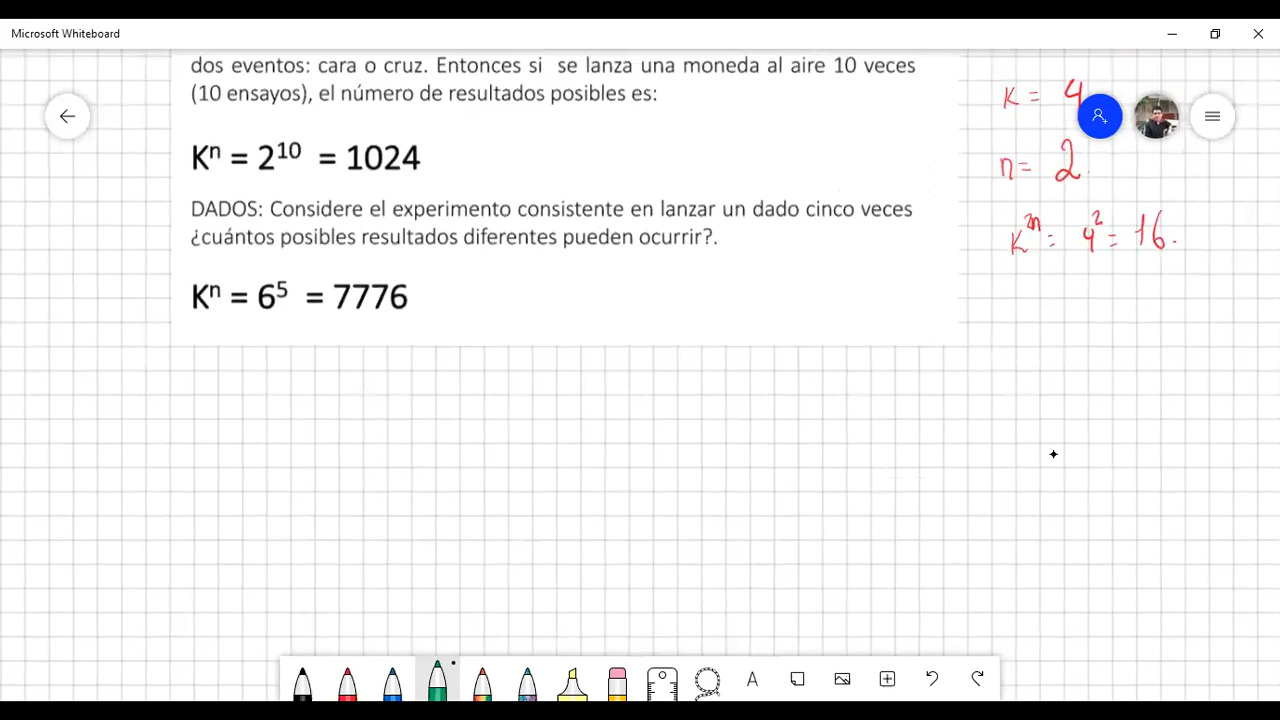 Microsoft Whiteboard
dos eventos: cara o cruz. Entonces si se lanza una moneda al aire 10 veces
(10 ensayos), el número de resultados posibles es:
Kⁿ = 2¹⁰ = 1024
DADOS: Considere el experimento consistente en lanzar un dado cinco veces
¿cuántos posibles resultados diferentes pueden ocurrir?.
Kⁿ = 6⁵ = 7776
K = 4
n = 2.
Kⁿ = 4² = 16.
A